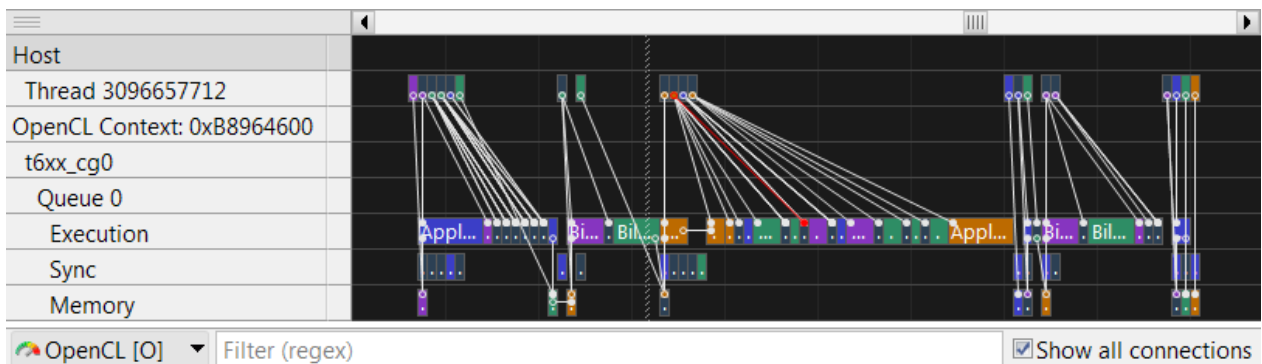 Host
Thread 3096657712
OpenCL Context: 0xB8964600
t6xx_cg0
Queue 0
Execution
Appl... Bi... Bil... ... ... ... Appl... Bi... Bil...
Sync
Memory
OpenCL [O] Filter (regex) Show all connections